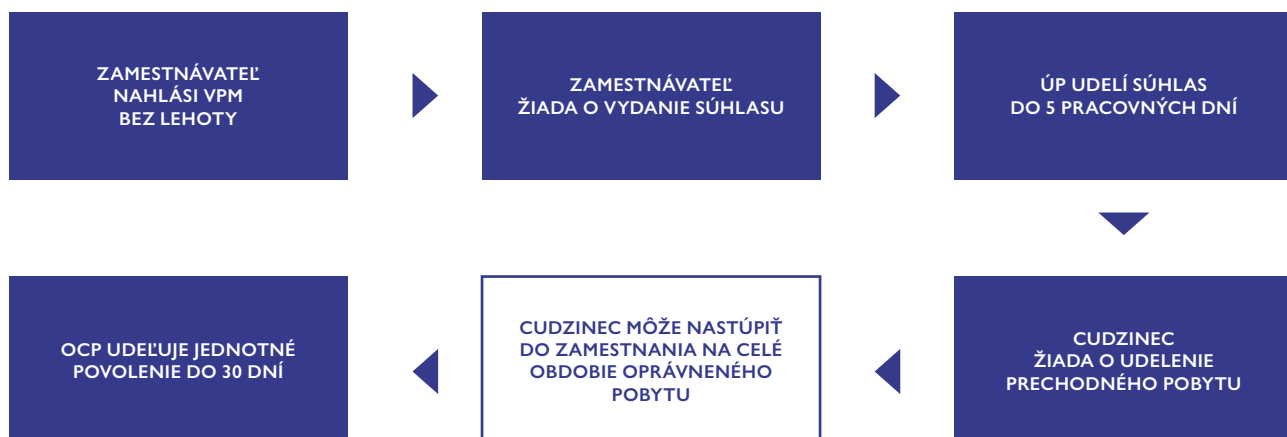 ZAMESTNÁVATEĽ
NAHLÁSI VPM
BEZ LEHOTY
ZAMESTNÁVATEĽ
ŽIADA O VYDANIE SÚHLASU
ÚP UDELÍ SÚHLAS
DO 5 PRACOVNÝCH DNÍ
CUDZINEC
ŽIADA O UDELENIE
PRECHODNÉHO POBYTU
CUDZINEC MÔŽE NASTÚPIŤ
DO ZAMESTNANIA NA CELÉ
OBDOBIE OPRÁVNENÉHO
POBYTU
OCP UDEĽUJE JEDNOTNÉ
POVOLENIE DO 30 DNÍ